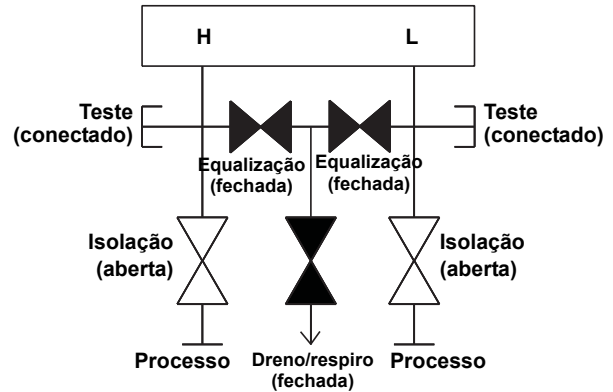 H
L
Teste
(conectado)
Teste
(conectado)
Equalização
(fechada)
Equalização
(fechada)
Isolação
(aberta)
Isolação
(aberta)
Processo
Dreno/respiro
(fechada)
Processo